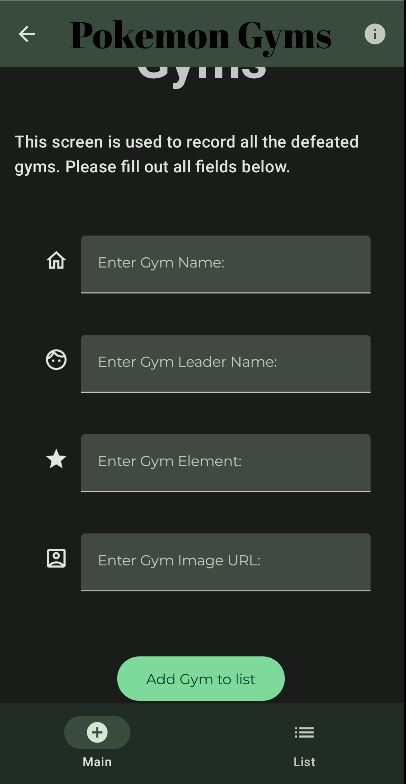 Pokemon Gyms
Gyms
This screen is used to record all the defeated
gyms. Please fill out all fields below.
Enter Gym Name:
Enter Gym Leader Name:
Enter Gym Element:
Enter Gym Image URL:
Add Gym to list
Main
List